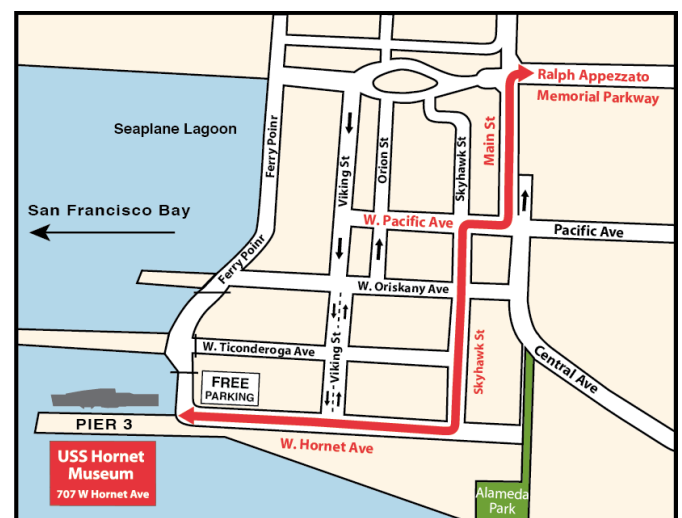 Ralph Appezzato
Memorial Parkway
Seaplane Lagoon
Ferry Poinr
Viking St
Orion St
Skyhawk St
Main St
San Francisco Bay
W. Pacific Ave
Pacific Ave
Ferry Poinr
W. Oriskany Ave
W. Ticonderoga Ave
Viking St
Skyhawk St
Central Ave
FREE
PARKING
PIER 3
W. Hornet Ave
USS Hornet
Museum
707 W Hornet Ave
Alameda
Park